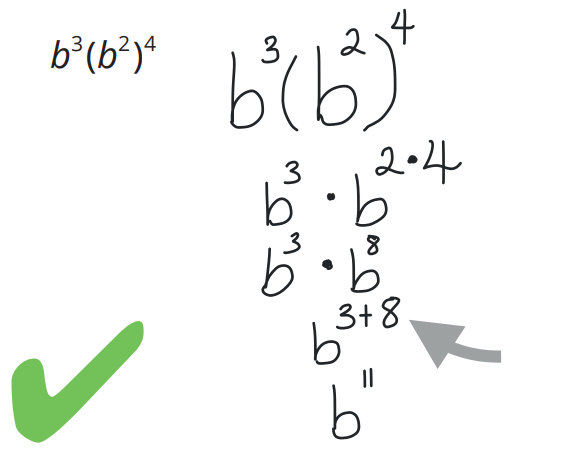 b³(b²)⁴
b³(b²)⁴
b³ · b²·⁴
b³ · b⁸
b³⁺⁸
b¹¹